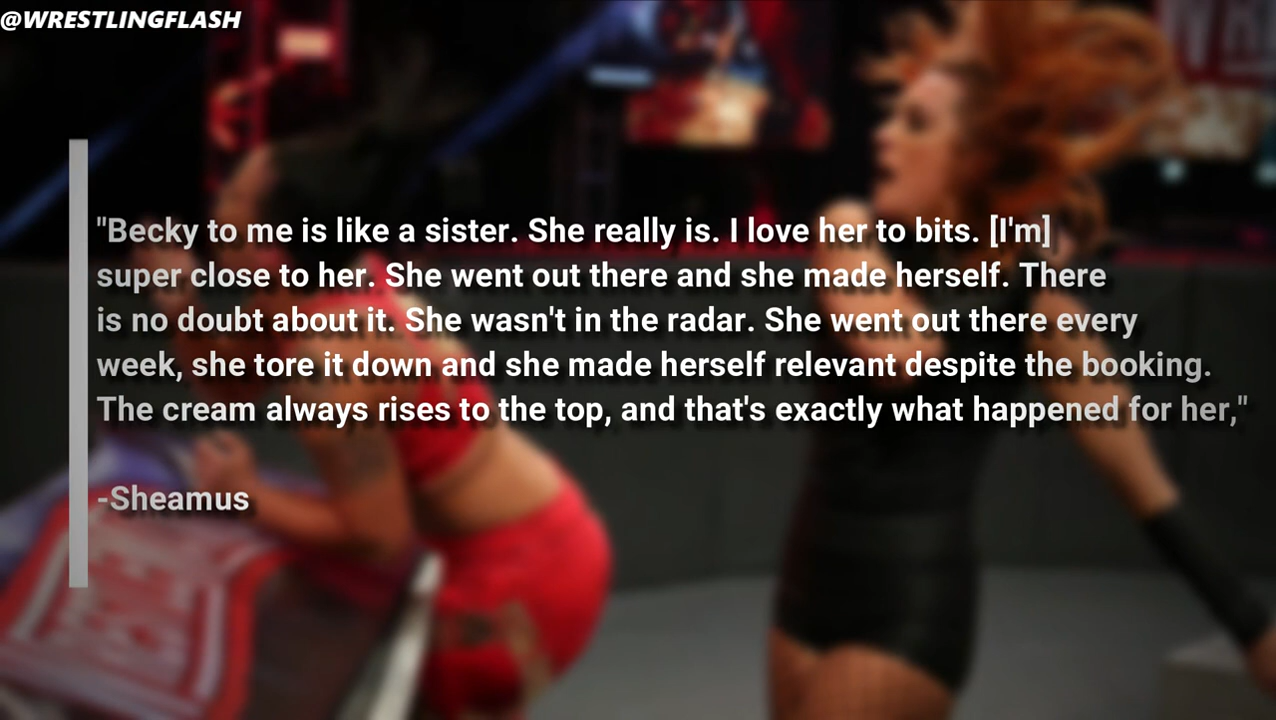 @WRESTLINGFLASH
"Becky to me is like a sister. She really is. I love her to bits. [I'm]
super close to her. She went out there and she made herself. There
is no doubt about it. She wasn't in the radar. She went out there every
week, she tore it down and she made herself relevant despite the booking.
The cream always rises to the top, and that's exactly what happened for her,"
-Sheamus